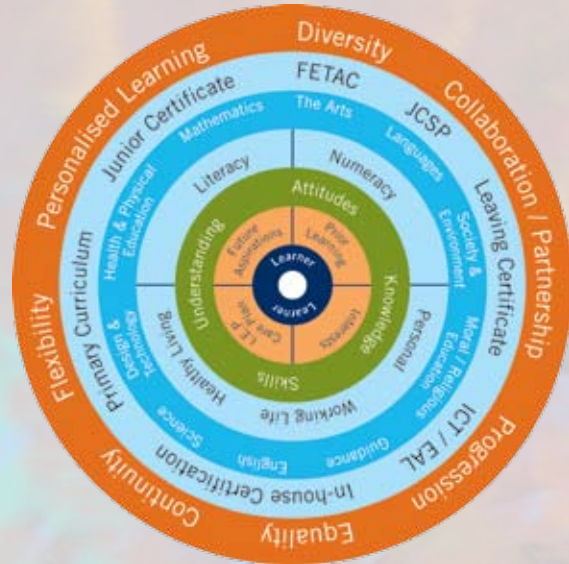 Diversity
Collaboration / Partnership
Progression
Equality
Continuity
Flexibility
Personalised Learning
FETAC
JCSP
Leaving Certificate
ICT / EAL
In-house Certification
Primary Curriculum
Junior Certificate
The Arts
Languages
Society &
Environment
Moral / Religious
Education
Guidance
English
Science
Design &
Technology
Health & Physical
Education
Mathematics
Numeracy
Personal
Working Life
Healthy Living
Literacy
Attitudes
Knowledge
Skills
Understanding
Prior
Learning
Interests
I.E.P
Care Plan
Future
Aspirations
Learner
Learner